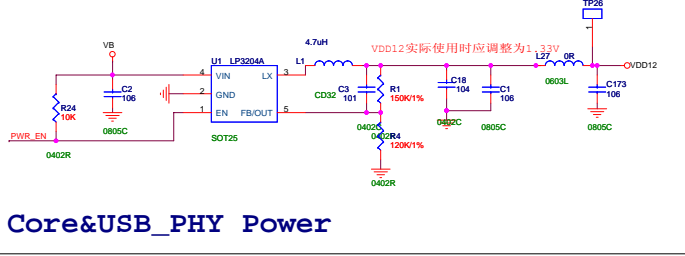 TP26
1
4.7uH
VB
U1 LP3204A
L1
VDD12实际使用时应调整为1.33V
L27 0R
4 VIN LX 3
VDD12
C2
106
2 GND
C3
101
R1
150K/1%
C18
104
C1
106
0603L
C173
106
R24
10K
CD32
1 EN FB/OUT 5
0805C
0402C
0402C
0805C
0805C
PWR_EN
SOT25
0402R
R4
120K/1%
0402R
0402R
Core&USB_PHY Power